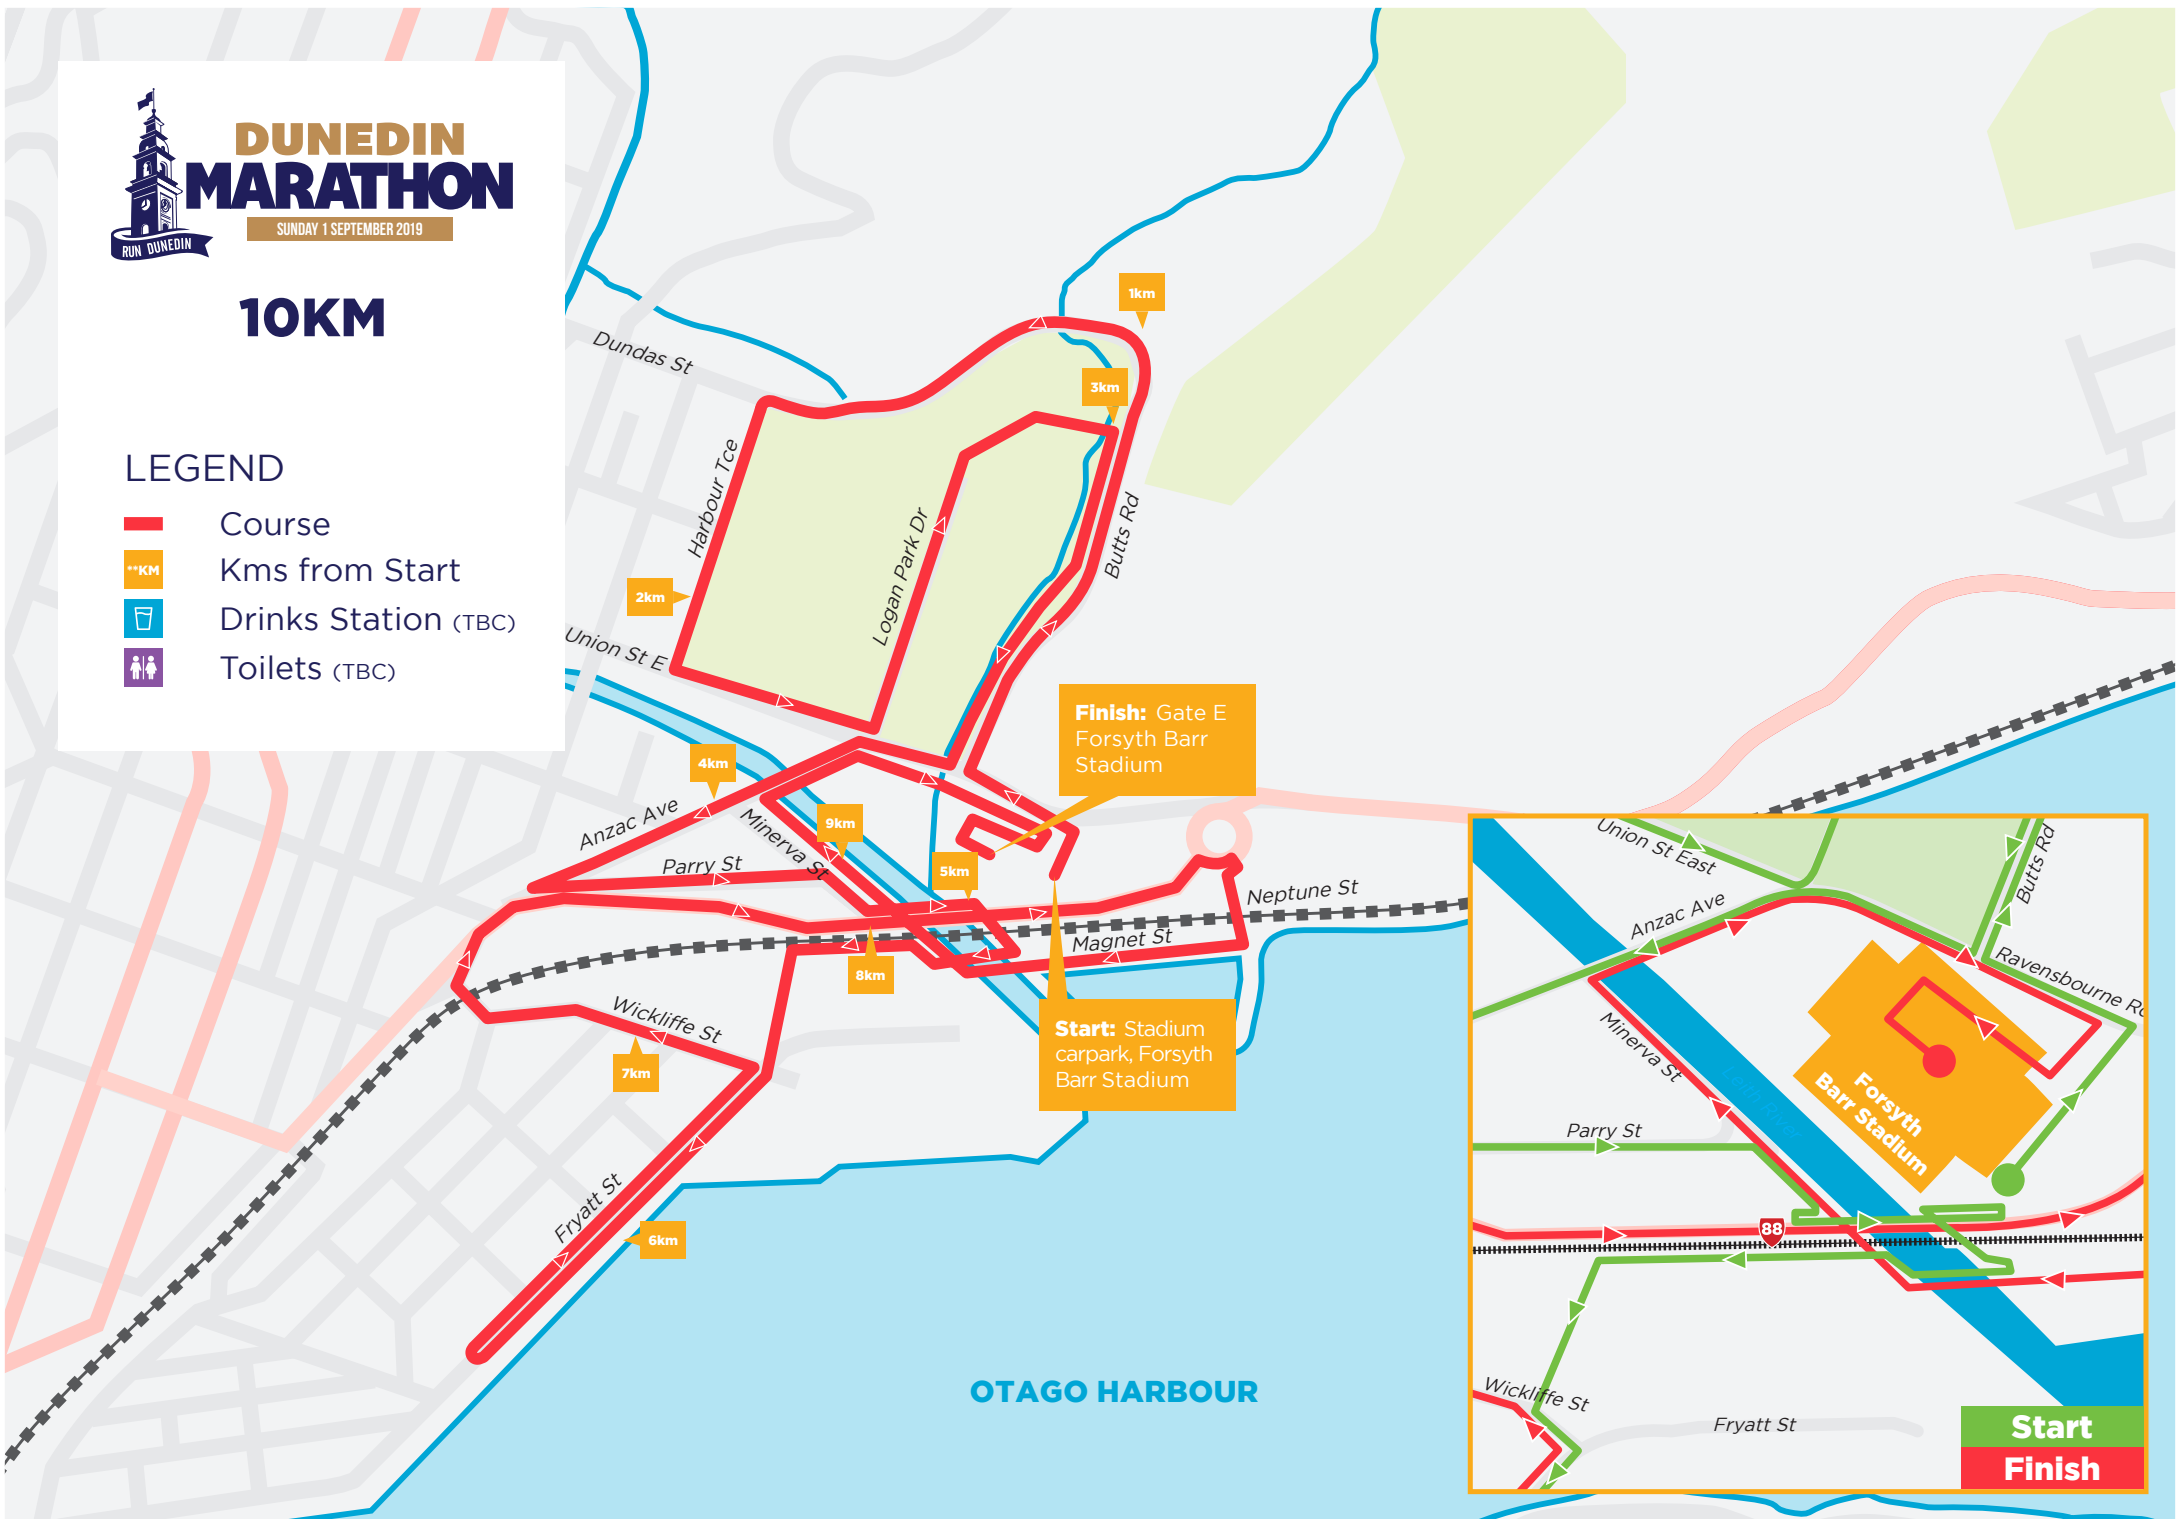 DUNEDIN
MARATHON
SUNDAY 1 SEPTEMBER 2019
RUN DUNEDIN
10KM
LEGEND
Course
**KM Kms from Start
Drinks Station (TBC)
Toilets (TBC)
1km
Dundas St
3km
Harbour Tce
Butts Rd
Logan Park Dr
2km
Union St E
Finish: Gate E
Forsyth Barr
Stadium
4km
Anzac Ave
Minerva St
9km
Parry St
5km
Neptune St
Magnet St
8km
Wickliffe St
Start: Stadium
carpark, Forsyth
Barr Stadium
7km
Fryatt St
6km
OTAGO HARBOUR
Union St East
Butts Rd
Anzac Ave
Ravensbourne Ro
Minerva St
Leith River
Forsyth
Barr Stadium
Parry St
88
Wickliffe St
Fryatt St
Start
Finish